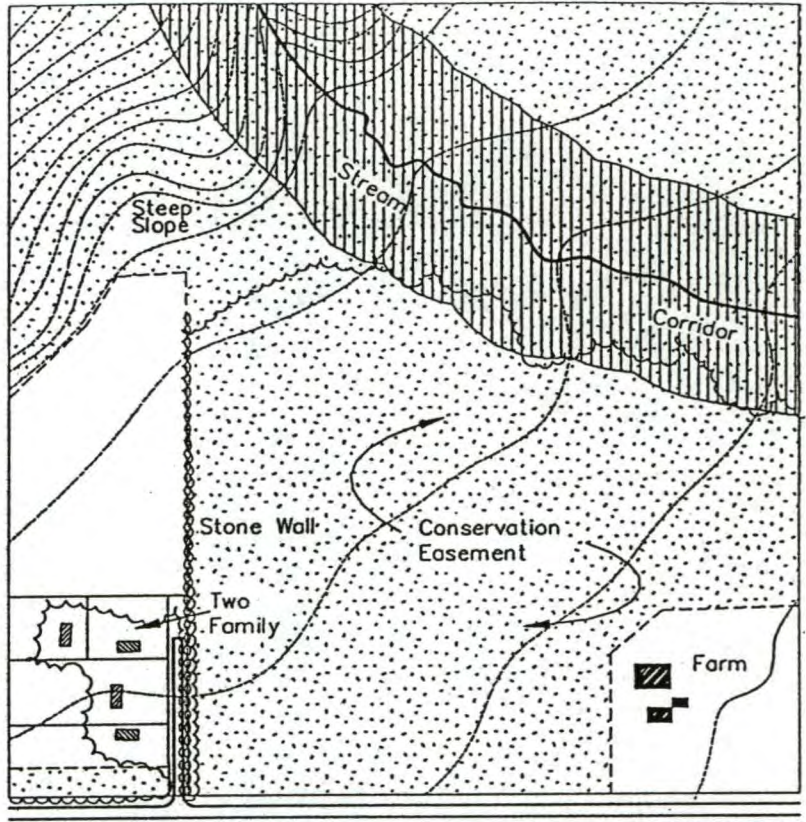 Stream
Steep
Slope
Corridor
Stone Wall
Conservation
Easement
Two
Family
Farm